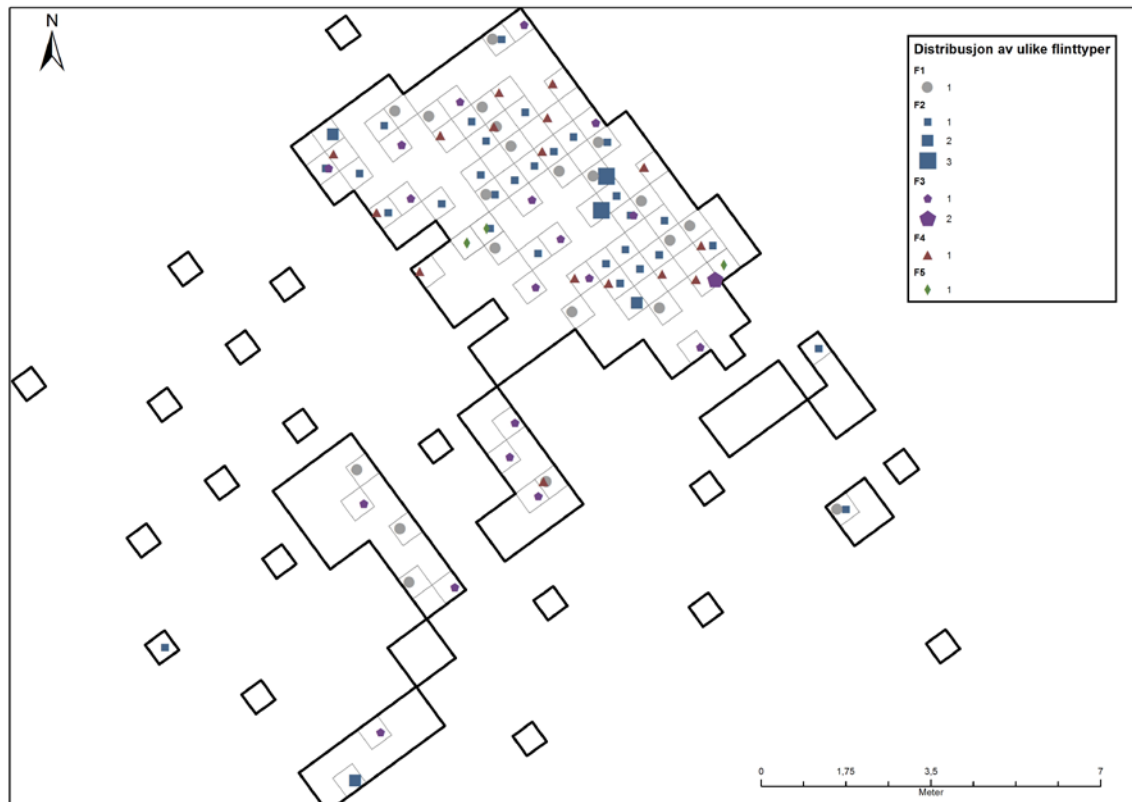 N
Distribusjon av ulike flinttyper
F1
1
F2
1
2
3
F3
1
2
F4
1
F5
1
0 1,75 3,5 7
Meter